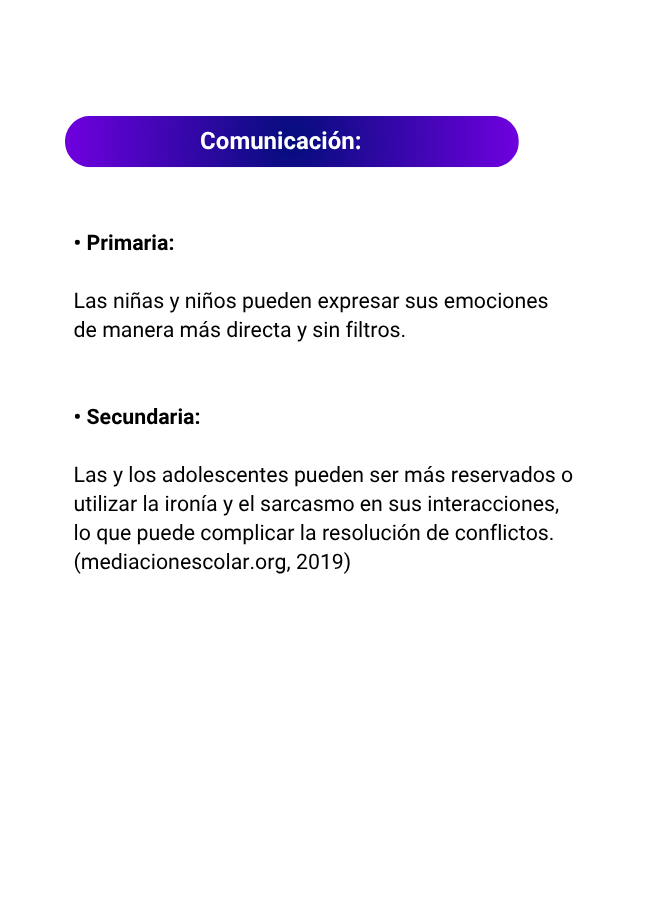 Comunicación:
• Primaria:
Las niñas y niños pueden expresar sus emociones
de manera más directa y sin filtros.
• Secundaria:
Las y los adolescentes pueden ser más reservados o
utilizar la ironía y el sarcasmo en sus interacciones,
lo que puede complicar la resolución de conflictos.
(mediacionescolar.org, 2019)